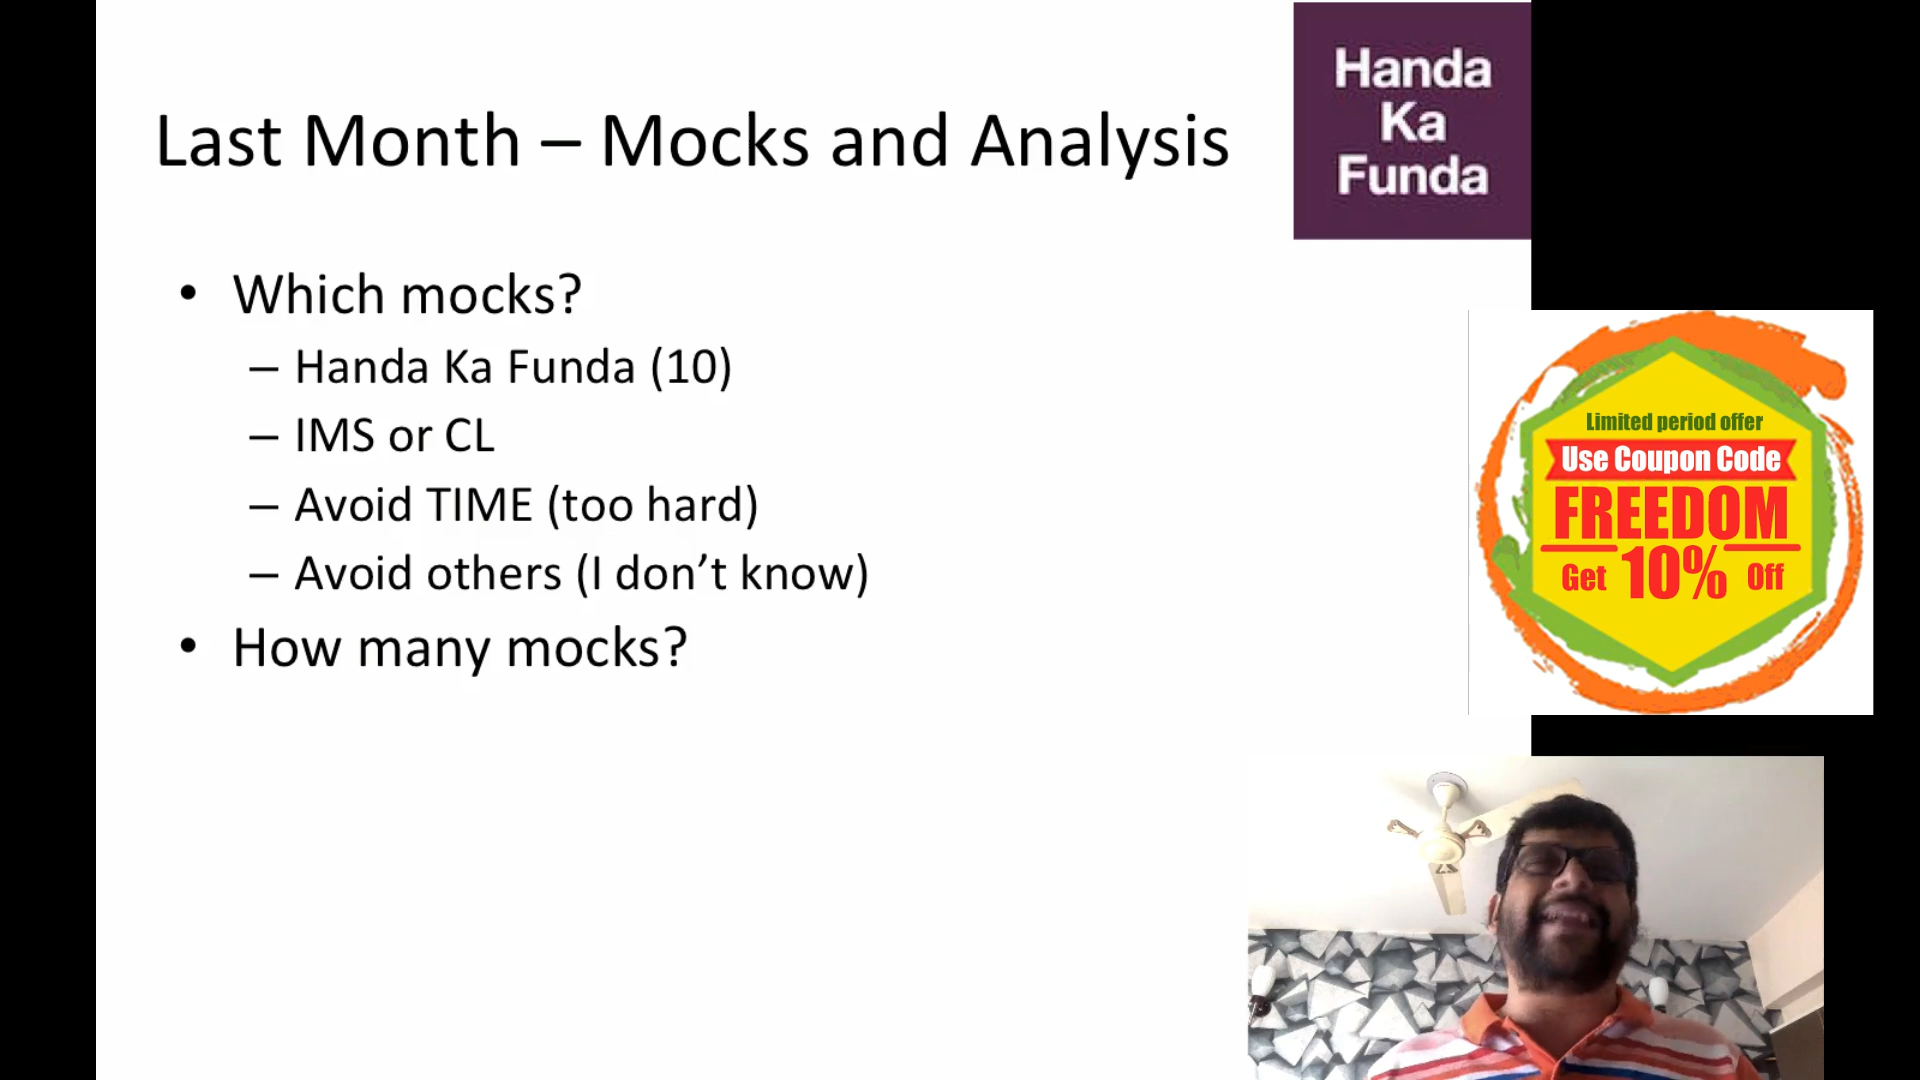 Last Month – Mocks and Analysis
Handa
Ka
Funda
• Which mocks?
– Handa Ka Funda (10)
– IMS or CL
– Avoid TIME (too hard)
– Avoid others (I don’t know)
• How many mocks?
Limited period offer
Use Coupon Code
FREEDOM
Get 10% Off